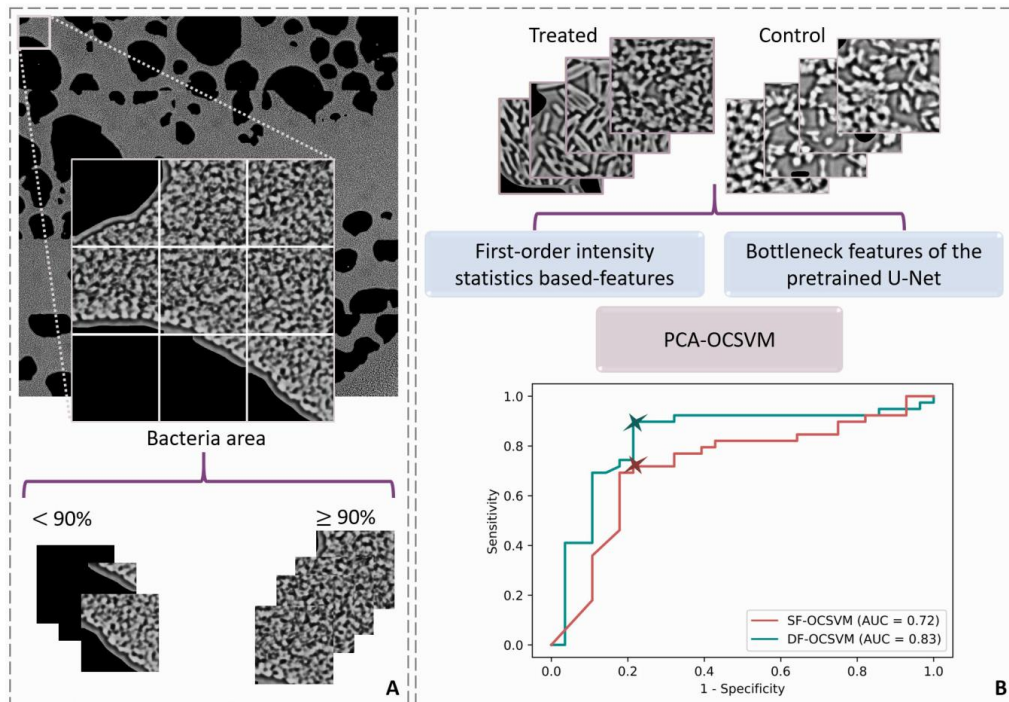 Bacteria area
< 90%
≥ 90%
A
Treated
Control
First-order intensity
statistics based-features
Bottleneck features of the
pretrained U-Net
PCA-OCSVM
1.0
0.8
0.6
0.4
0.2
0.0
Sensitivity
SF-OCSVM (AUC = 0.72)
DF-OCSVM (AUC = 0.83)
0.0 0.2 0.4 0.6 0.8 1.0
1 - Specificity
B